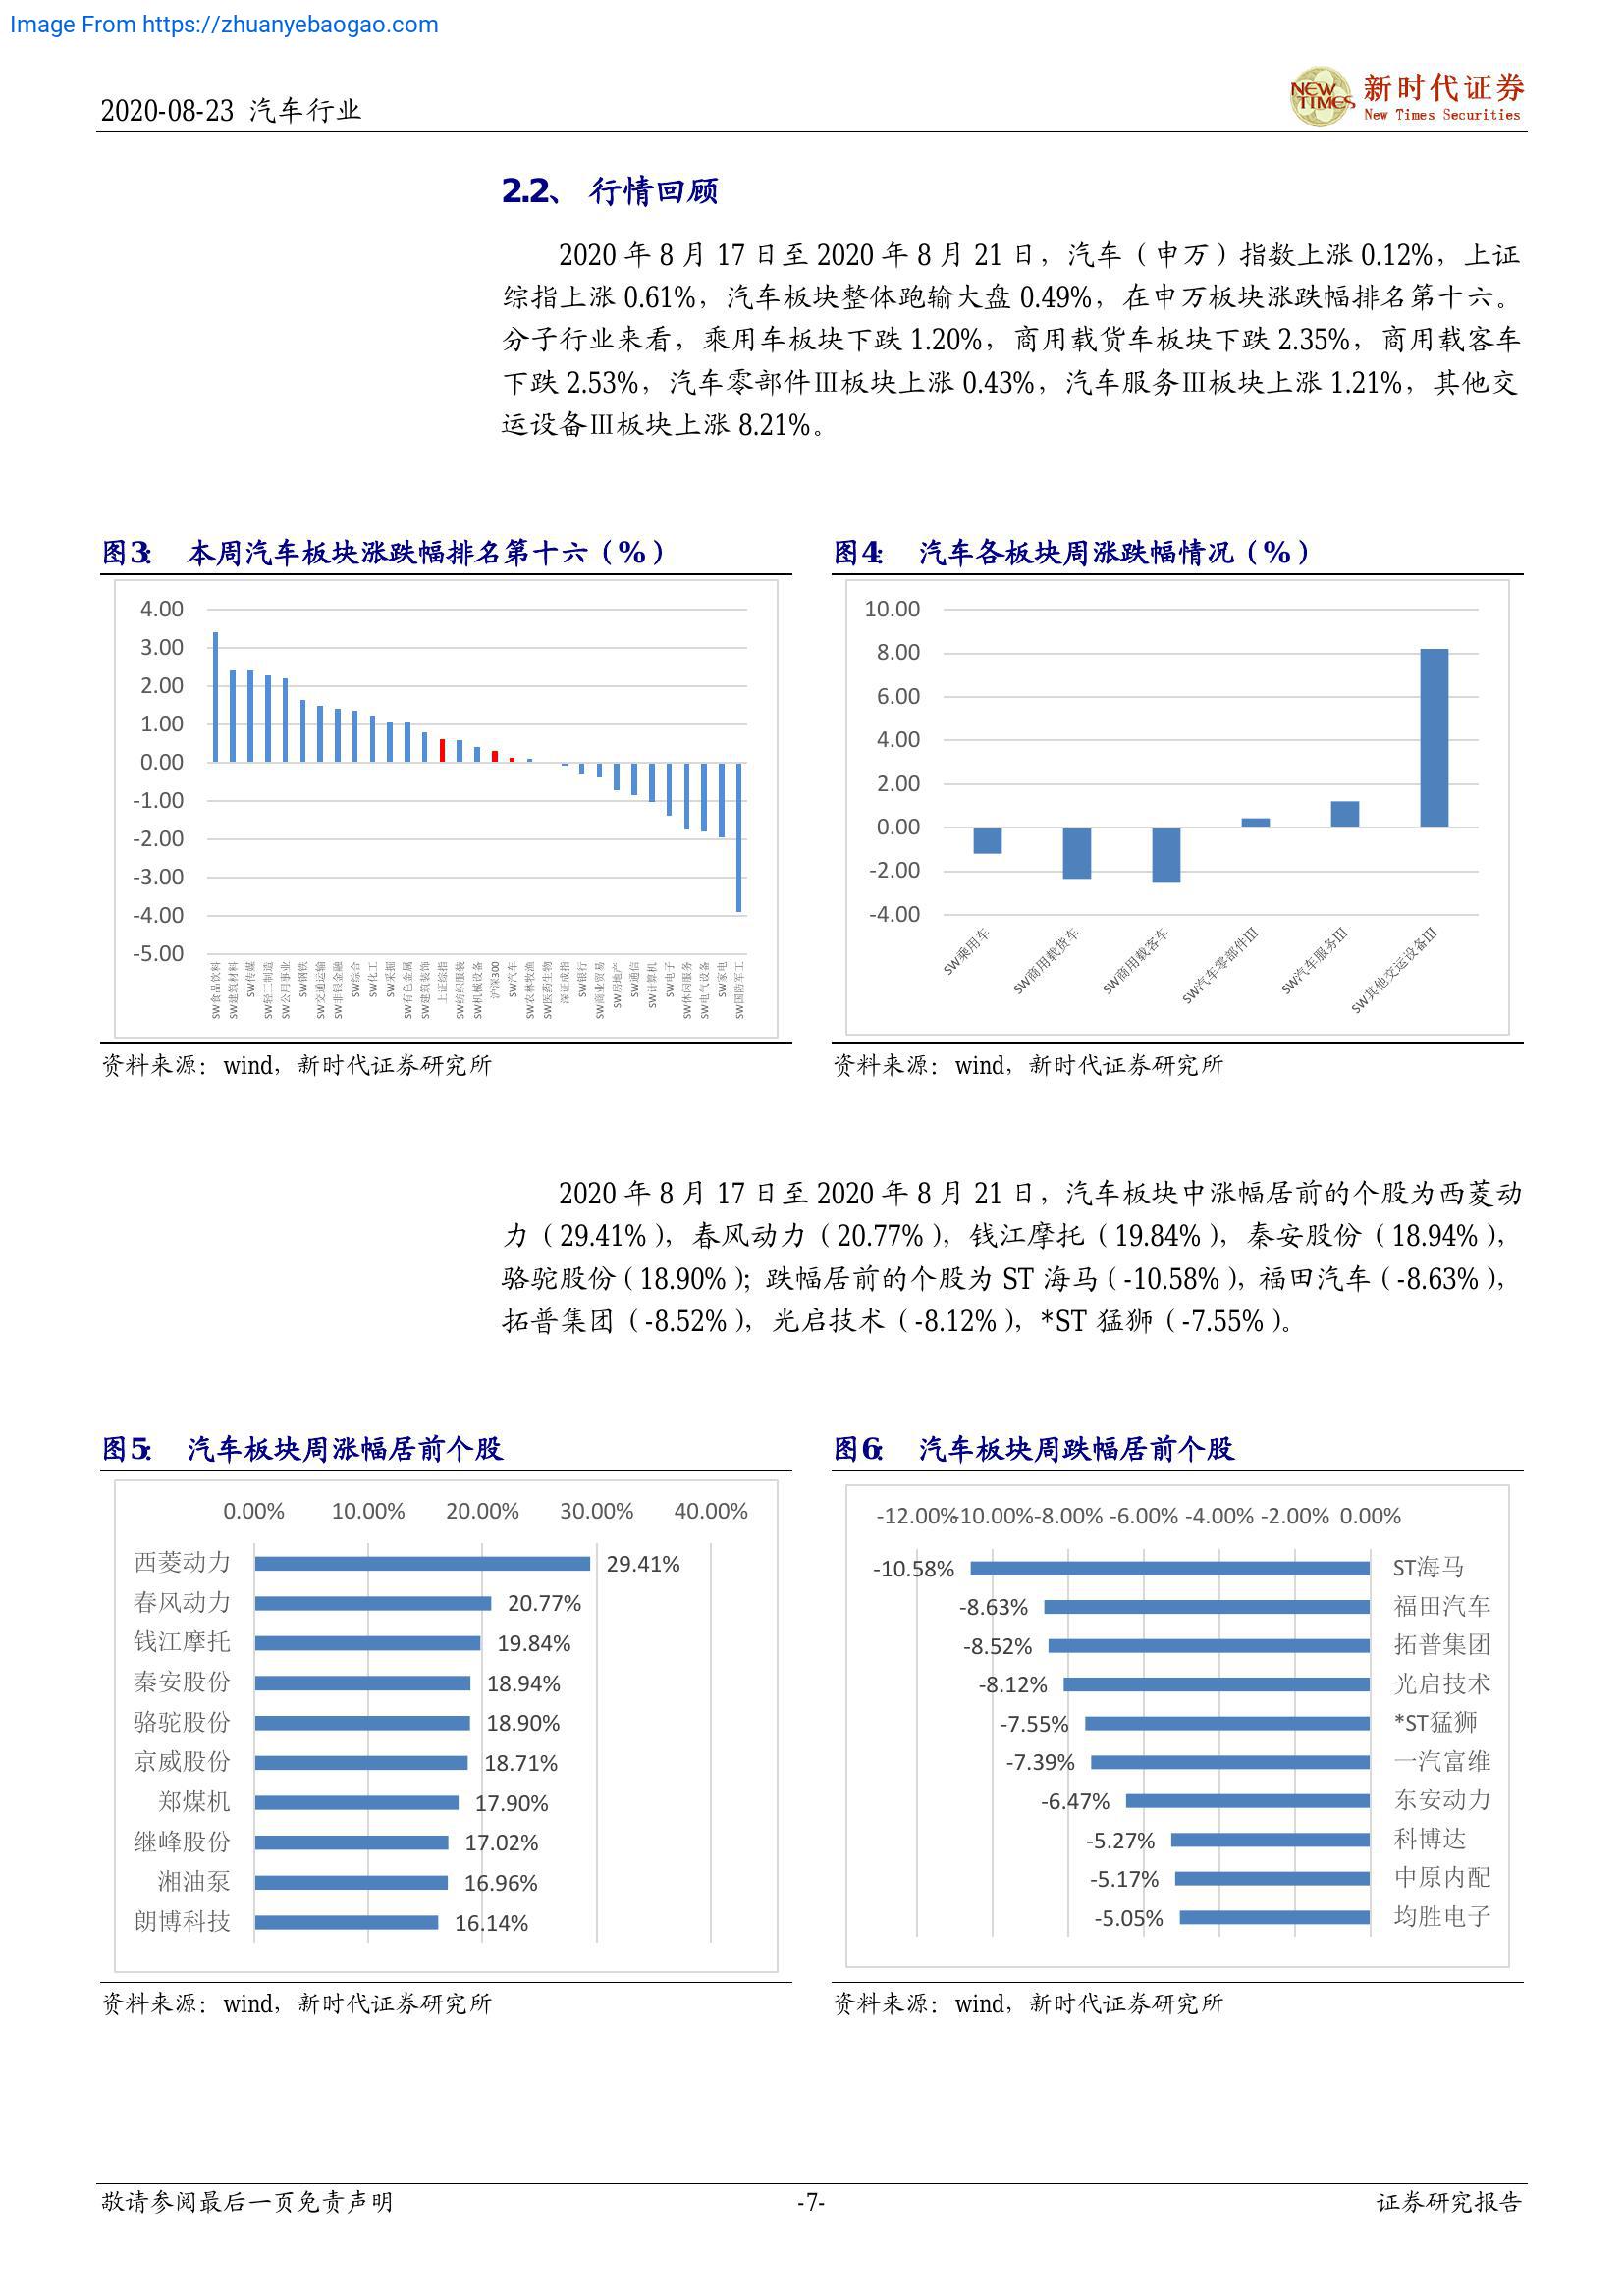 Image From https://zhuanyebaogao.com
2020-08-23 汽车行业
NEW TIMES
新时代证券
New Times Securities
2.2、 行情回顾
2020 年 8 月 17 日至 2020 年 8 月 21 日，汽车（申万）指数上涨 0.12%，上证
综指上涨 0.61%，汽车板块整体跑输大盘 0.49%，在申万板块涨跌幅排名第十六。
分子行业来看，乘用车板块下跌 1.20%，商用载货车板块下跌 2.35%，商用载客车
下跌 2.53%，汽车零部件Ⅲ板块上涨 0.43%，汽车服务Ⅲ板块上涨 1.21%，其他交
运设备Ⅲ板块上涨 8.21%。
图3： 本周汽车板块涨跌幅排名第十六（%）
4.00
3.00
2.00
1.00
0.00
-1.00
-2.00
-3.00
-4.00
-5.00
SW食品饮料
SW建筑材料
SW传媒
SW轻工制造
SW公用事业
SW钢铁
SW交通运输
SW非银金融
SW综合
SW化工
SW采掘
SW有色金属
SW建筑装饰
上证综指
SW纺织服装
SW机械设备
沪深300
SW汽车
SW农林牧渔
SW医药生物
深证成指
SW银行
SW商业贸易
SW房地产
SW通信
SW计算机
SW电子
SW休闲服务
SW电气设备
SW家电
SW国防军工
资料来源：wind，新时代证券研究所
图4： 汽车各板块周涨跌幅情况（%）
10.00
8.00
6.00
4.00
2.00
0.00
-2.00
-4.00
SW乘用车
SW商用载货车
SW商用载客车
SW汽车零部件III
SW汽车服务III
SW其他交运设备III
资料来源：wind，新时代证券研究所
2020 年 8 月 17 日至 2020 年 8 月 21 日，汽车板块中涨幅居前的个股为西菱动
力（29.41%），春风动力（20.77%），钱江摩托（19.84%），秦安股份（18.94%），
骆驼股份（18.90%）；跌幅居前的个股为 ST 海马（-10.58%），福田汽车（-8.63%），
拓普集团（-8.52%），光启技术（-8.12%），*ST 猛狮（-7.55%）。
图5： 汽车板块周涨幅居前个股
0.00% 10.00% 20.00% 30.00% 40.00%
西菱动力 29.41%
春风动力 20.77%
钱江摩托 19.84%
秦安股份 18.94%
骆驼股份 18.90%
京威股份 18.71%
郑煤机 17.90%
继峰股份 17.02%
湘油泵 16.96%
朗博科技 16.14%
资料来源：wind，新时代证券研究所
图6： 汽车板块周跌幅居前个股
-12.00% -10.00% -8.00% -6.00% -4.00% -2.00% 0.00%
-10.58% ST海马
-8.63% 福田汽车
-8.52% 拓普集团
-8.12% 光启技术
-7.55% *ST猛狮
-7.39% 一汽富维
-6.47% 东安动力
-5.27% 科博达
-5.17% 中原内配
-5.05% 均胜电子
资料来源：wind，新时代证券研究所
敬请参阅最后一页免责声明
-7-
证券研究报告